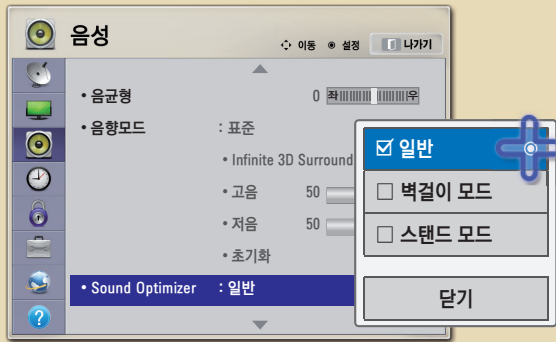 음성
이동 설정 나가기
• 음균형 0 좌 우
• 음향모드 : 표준
• Infinite 3D Surround
• 고음 50
• 저음 50
• 초기화
• Sound Optimizer : 일반
☑ 일반
☐ 벽걸이 모드
☐ 스탠드 모드
닫기
?